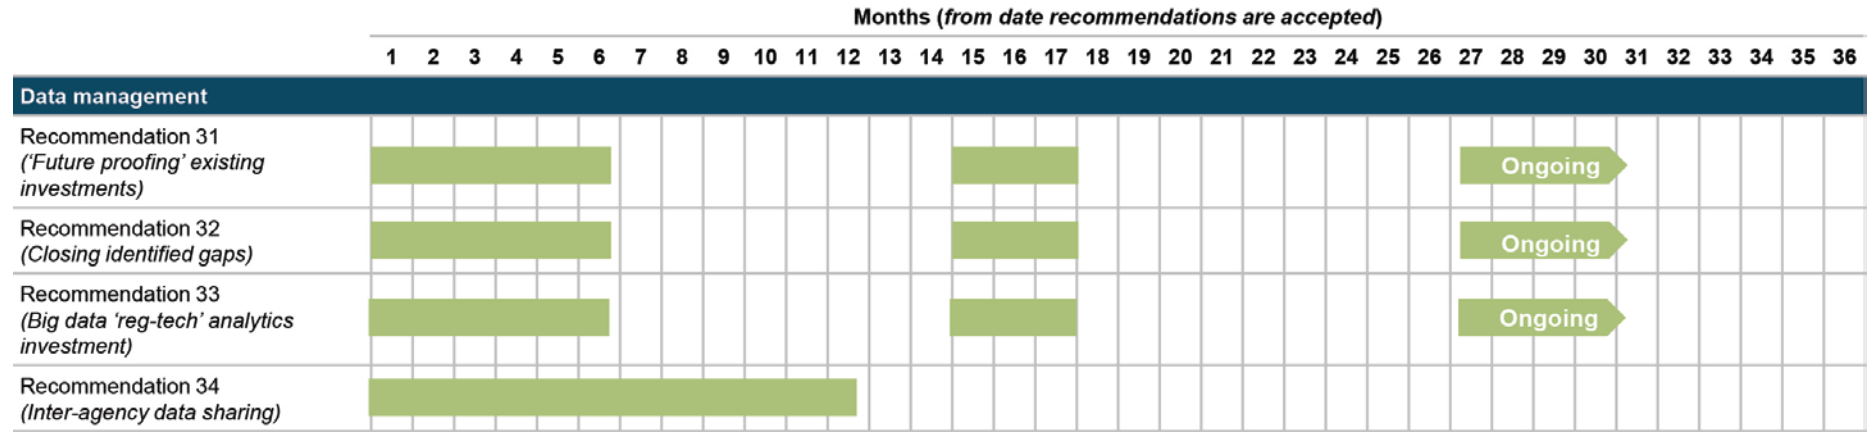 Months (from date recommendations are accepted)
1 2 3 4 5 6 7 8 9 10 11 12 13 14 15 16 17 18 19 20 21 22 23 24 25 26 27 28 29 30 31 32 33 34 35 36
Data management
Recommendation 31
(‘Future proofing’ existing
investments)
Ongoing
Recommendation 32
(Closing identified gaps)
Ongoing
Recommendation 33
(Big data ‘reg-tech’ analytics
investment)
Ongoing
Recommendation 34
(Inter-agency data sharing)